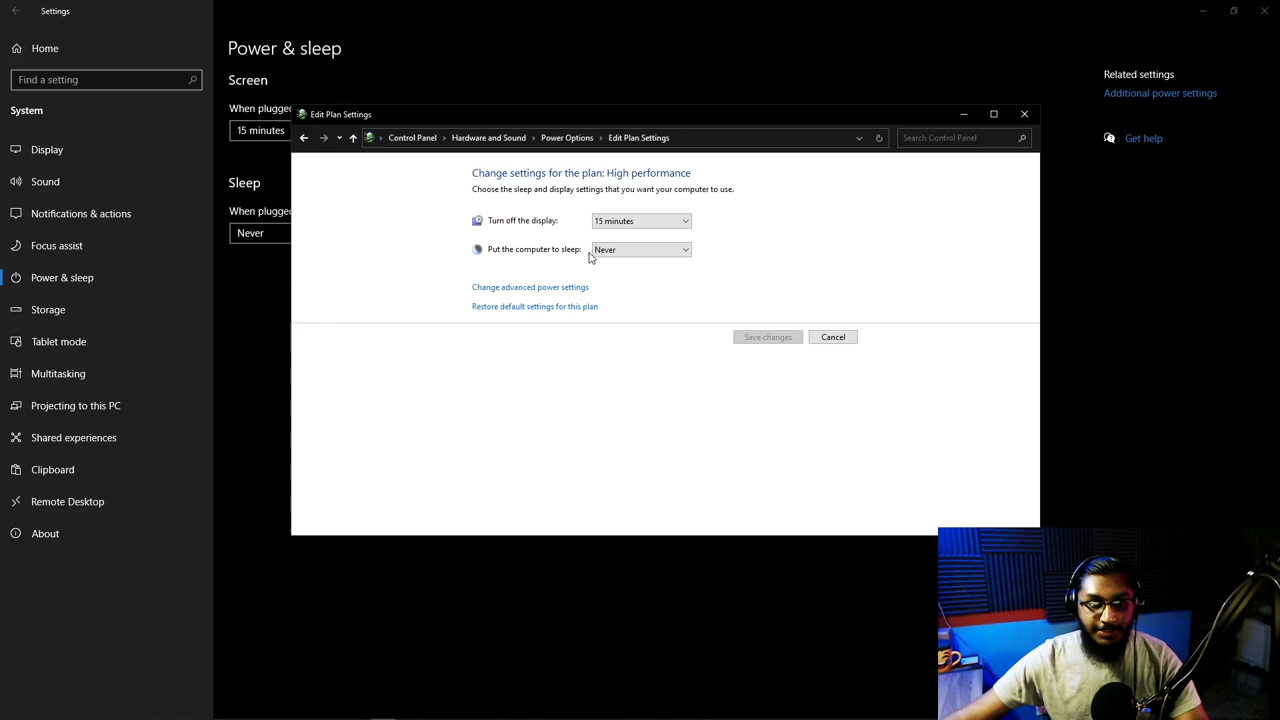 Settings
Home
Find a setting
System
Display
Sound
Notifications & actions
Focus assist
Power & sleep
Storage
Tablet mode
Multitasking
Projecting to this PC
Shared experiences
Clipboard
Remote Desktop
About
Power & sleep
Screen
When plugge
15 minutes
Sleep
When plugge
Never
Edit Plan Settings
Control Panel > Hardware and Sound > Power Options > Edit Plan Settings
Search Control Panel
Change settings for the plan: High performance
Choose the sleep and display settings that you want your computer to use.
Turn off the display: 15 minutes
Put the computer to sleep: Never
Change advanced power settings
Restore default settings for this plan
Save changes Cancel
Related settings
Additional power settings
Get help